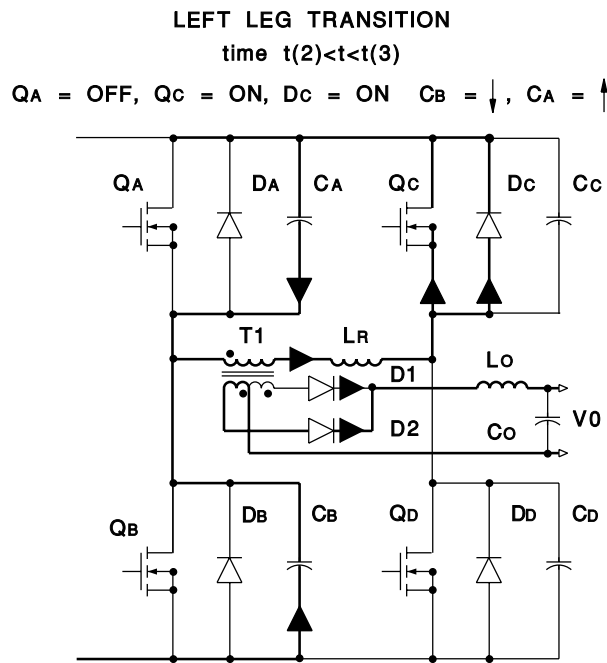 LEFT LEG TRANSITION
time t(2)<t<t(3)
QA = OFF, QC = ON, DC = ON CB = ↓, CA = ↑
QA DA CA QC DC CC
T1 LR
D1 LO
D2 CO V0
QB DB CB QD DD CD